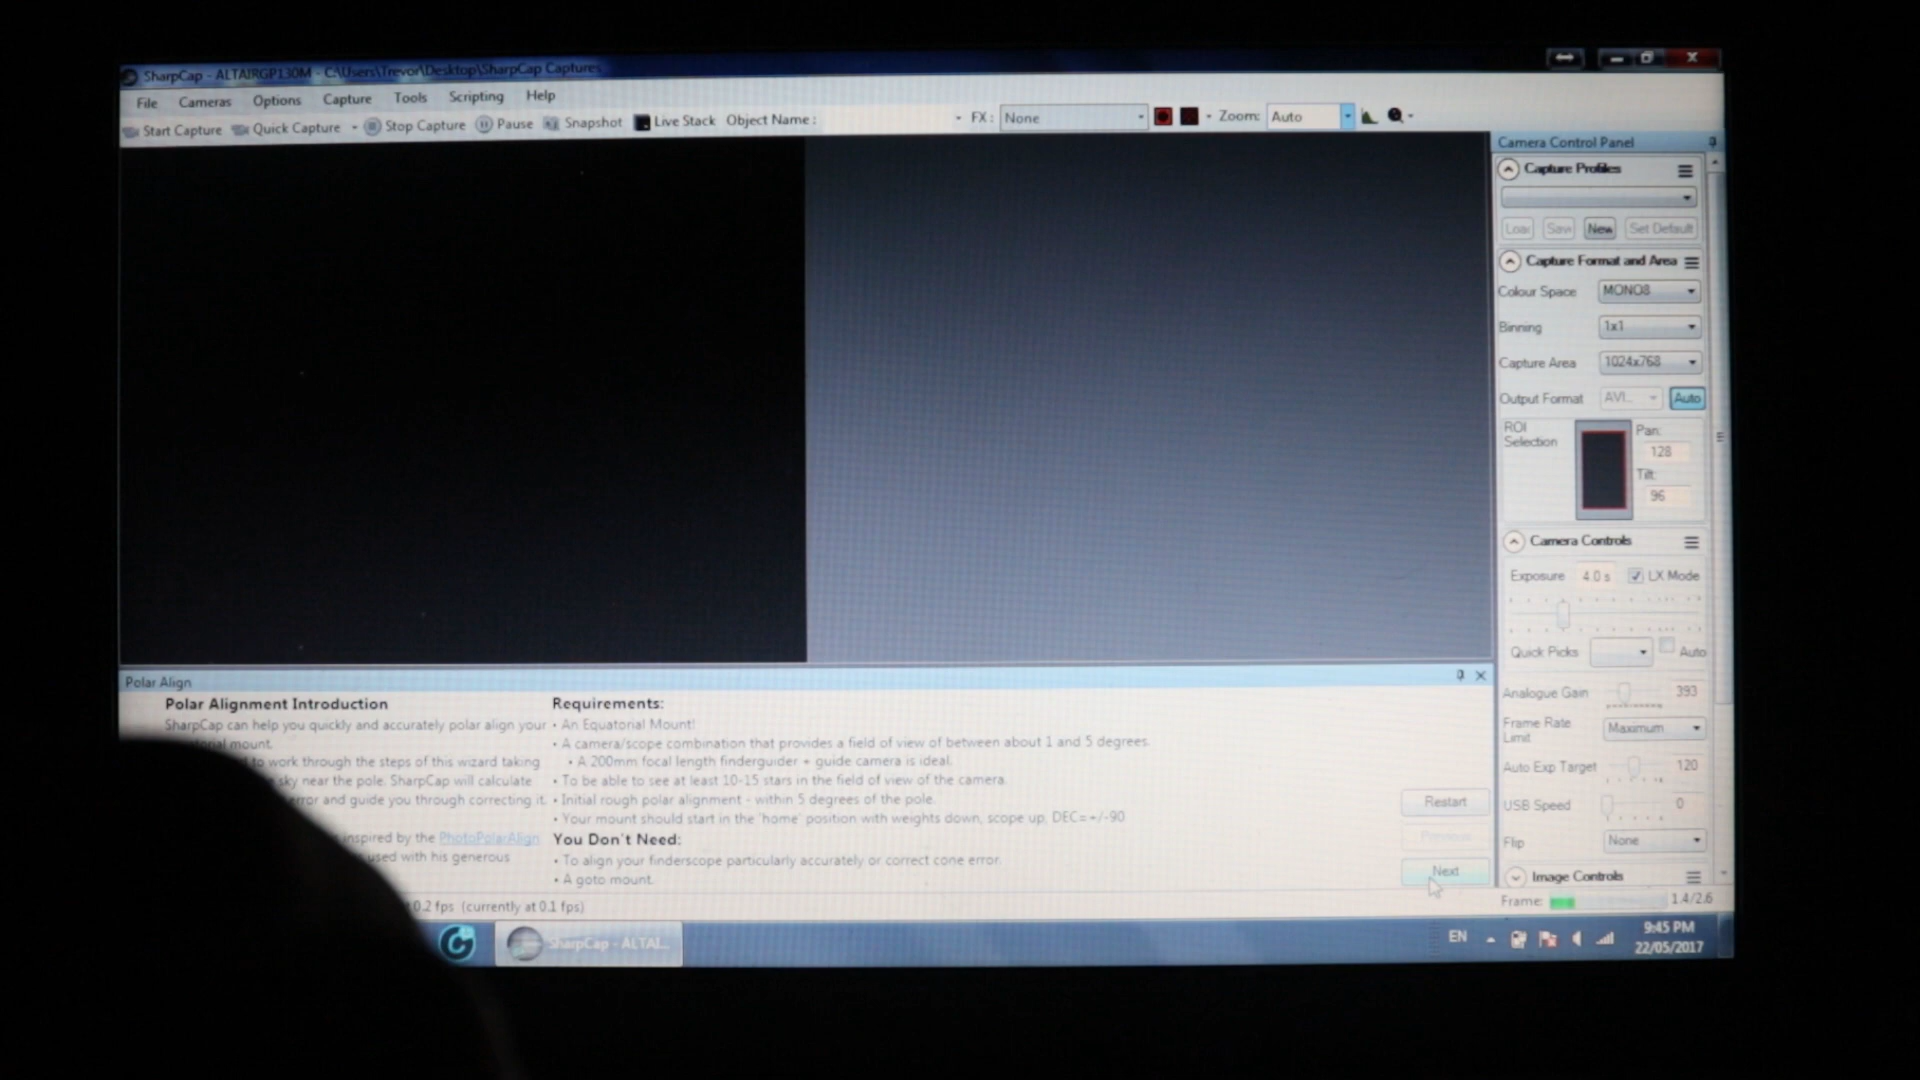 SharpCap - ALTAIRGP130M - C:\Users\Trevor\Desktop\SharpCap Captures
File Cameras Options Capture Tools Scripting Help
Start Capture Quick Capture Stop Capture Pause Snapshot Live Stack Object Name : FX : None Zoom: Auto
Camera Control Panel
Capture Profiles
Load Save New Set Default
Capture Format and Area
Colour Space MONO8
Binning 1x1
Capture Area 1024x768
Output Format AVI... Auto
ROI Selection
Pan:
128
Tilt:
96
Camera Controls
Exposure 4.0 s LX Mode
Quick Picks Auto
Analogue Gain 393
Frame Rate Limit Maximum
Auto Exp Target 120
USB Speed 0
Flip None
Image Controls
Frame: 1.4/2.6
Polar Align
Polar Alignment Introduction
SharpCap can help you quickly and accurately polar align your
mount.
to work through the steps of this wizard taking
sky near the pole. SharpCap will calculate
error and guide you through correcting it.
inspired by the PhotoPolarAlign
used with his generous
Requirements:
• An Equatorial Mount!
• A camera/scope combination that provides a field of view of between about 1 and 5 degrees.
• A 200mm focal length finderguider + guide camera is ideal.
• To be able to see at least 10-15 stars in the field of view of the camera.
• Initial rough polar alignment - within 5 degrees of the pole.
• Your mount should start in the 'home' position with weights down, scope up, DEC=+/-90
You Don't Need:
• To align your finderscope particularly accurately or correct cone error.
• A goto mount.
Restart
Previous
Next
0.2 fps (currently at 0.1 fps)
SharpCap - ALTAI...
EN
9:45 PM
22/05/2017